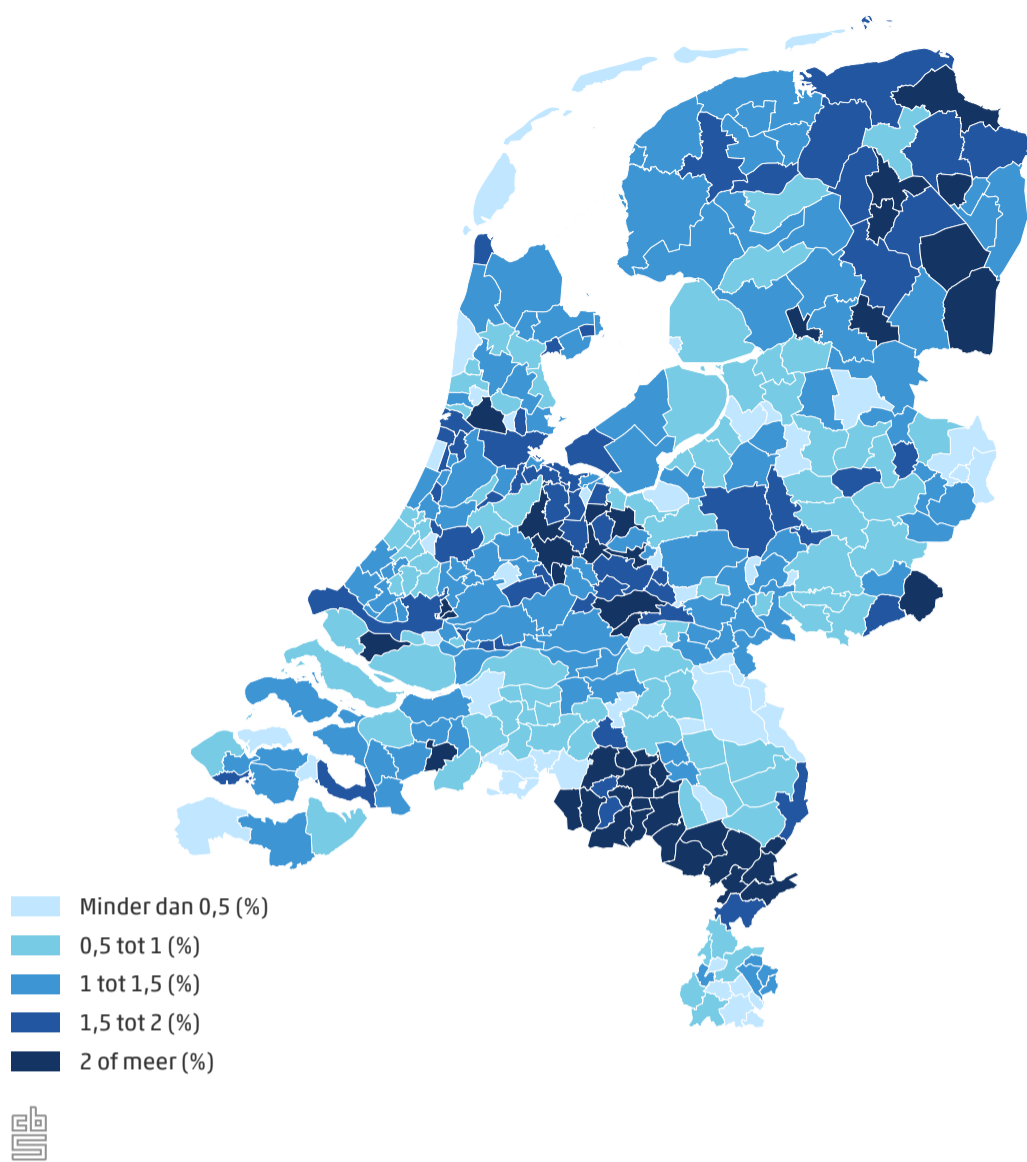 Minder dan 0,5 (%)
0,5 tot 1 (%)
1 tot 1,5 (%)
1,5 tot 2 (%)
2 of meer (%)
cbs